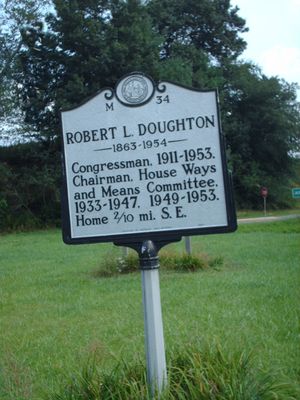 M 34
ROBERT L. DOUGHTON
1863-1954
Congressman, 1911-1953.
Chairman, House Ways
and Means Committee,
1933-1947, 1949-1953.
Home 2/10 mi. S. E.